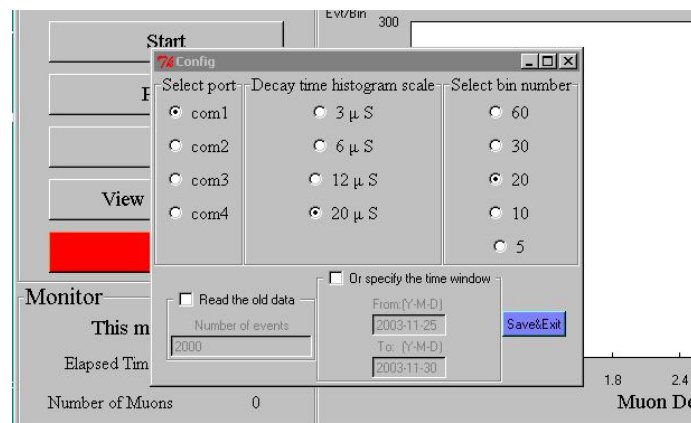 Evt/Bin
300
Start
Config
Select port
Decay time histogram scale
Select bin number
com1
3 μ S
60
com2
6 μ S
30
com3
12 μ S
20
com4
20 μ S
10
5
View
Monitor
This m
Elapsed Tim
Number of Muons 0
Read the old data
Number of events
2000
Or specify the time window
From:(Y-M-D)
2003-11-25
To: (Y-M-D)
2003-11-30
Save&Exit
1.8 2.4
Muon De